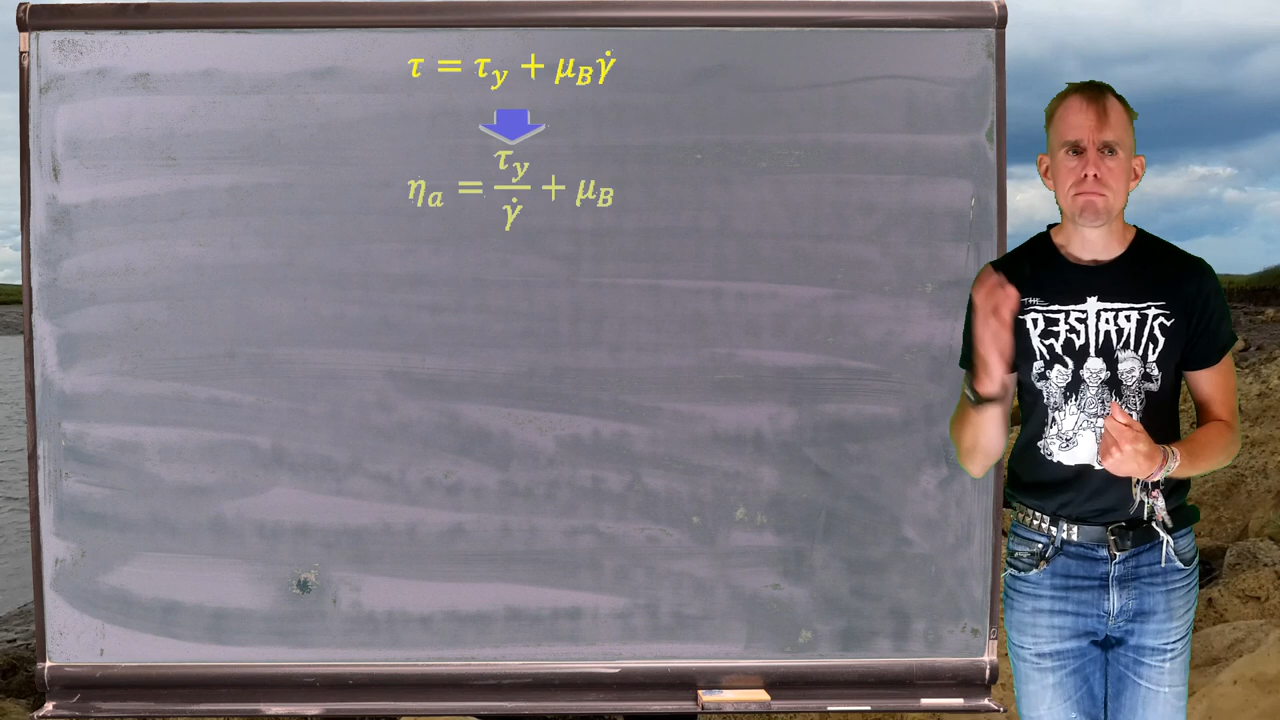 τ = τ_y + μ_B γ̇
η_a = τ_y / γ̇ + μ_B
THE
RESTARTS